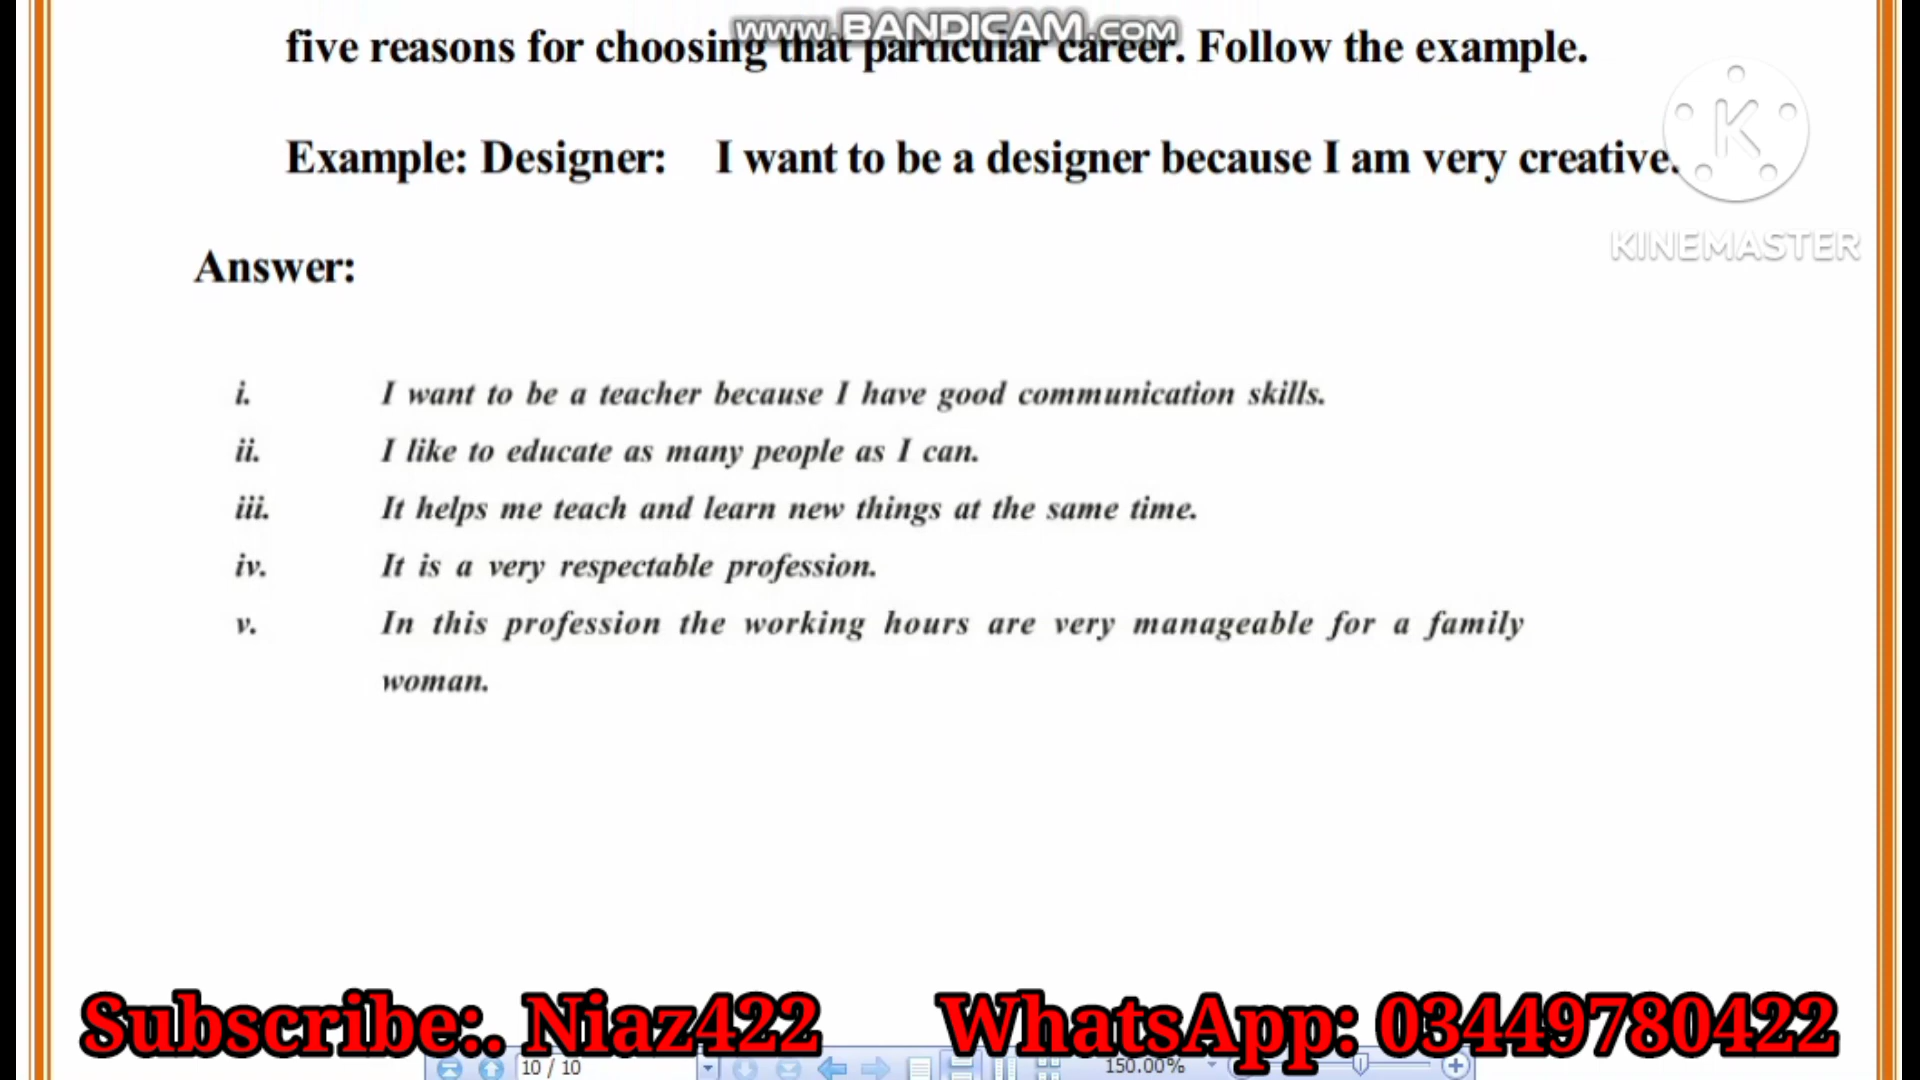 www.BANDICAM.COM
five reasons for choosing that particular career. Follow the example.
Example: Designer: I want to be a designer because I am very creative.
KINEMASTER
Answer:
i. I want to be a teacher because I have good communication skills.
ii. I like to educate as many people as I can.
iii. It helps me teach and learn new things at the same time.
iv. It is a very respectable profession.
v. In this profession the working hours are very manageable for a family
woman.
Subscribe:. Niaz422 WhatsApp: 03449780422
10 / 10 150.00%